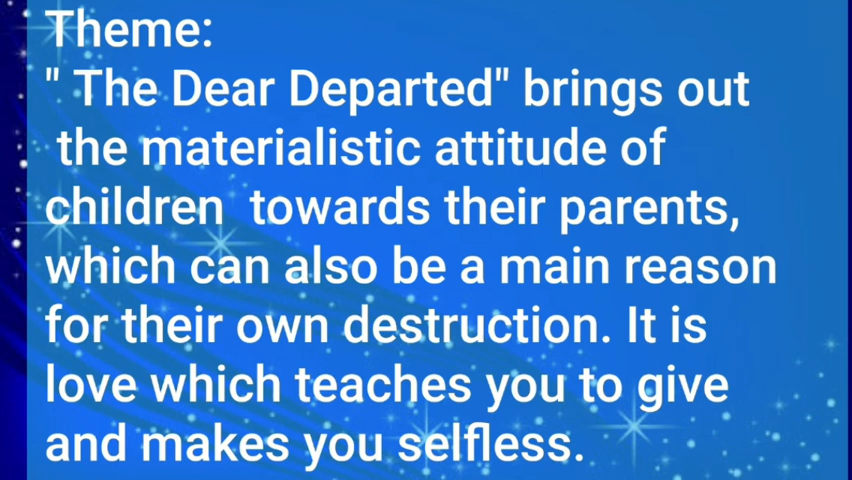 Theme:
" The Dear Departed" brings out
the materialistic attitude of
children  towards their parents,
which can also be a main reason
for their own destruction. It is
love which teaches you to give
and makes you selfless.